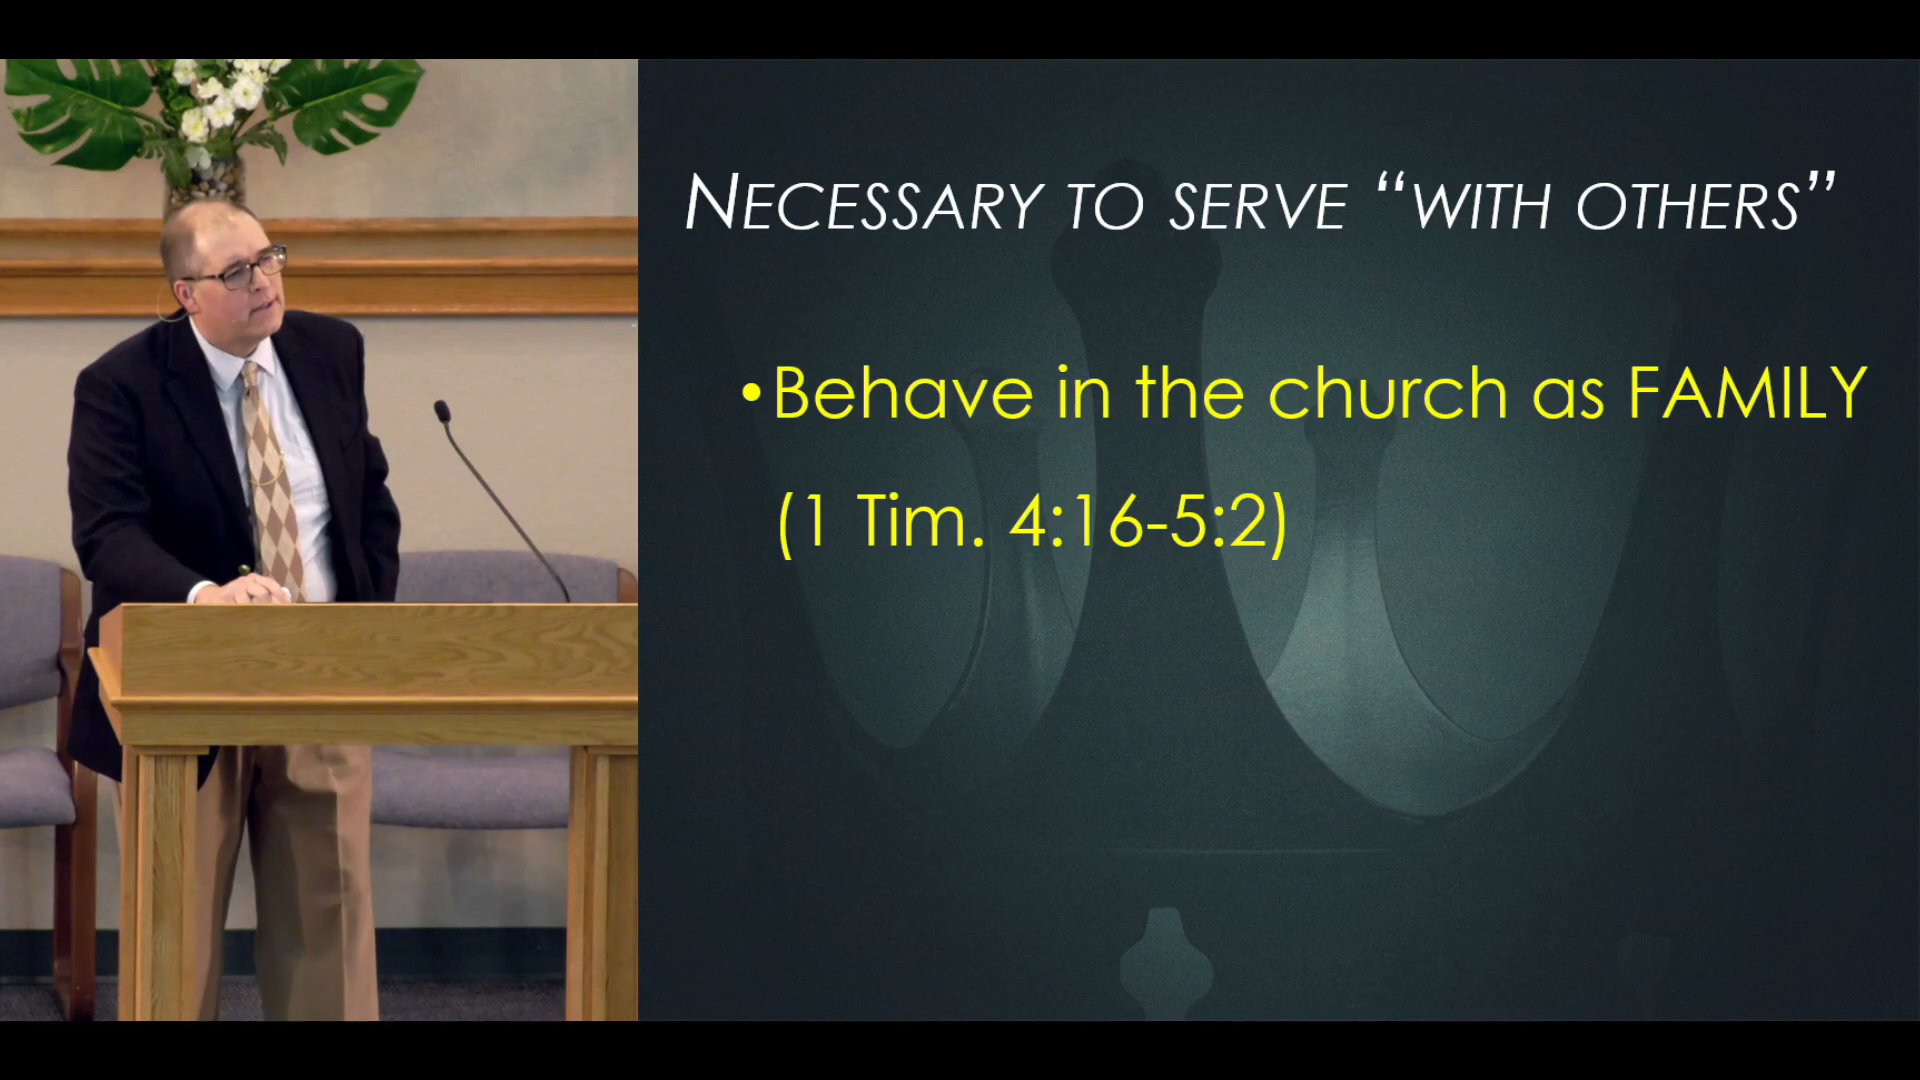 NECESSARY TO SERVE “WITH OTHERS”
•Behave in the church as FAMILY
(1 Tim. 4:16-5:2)